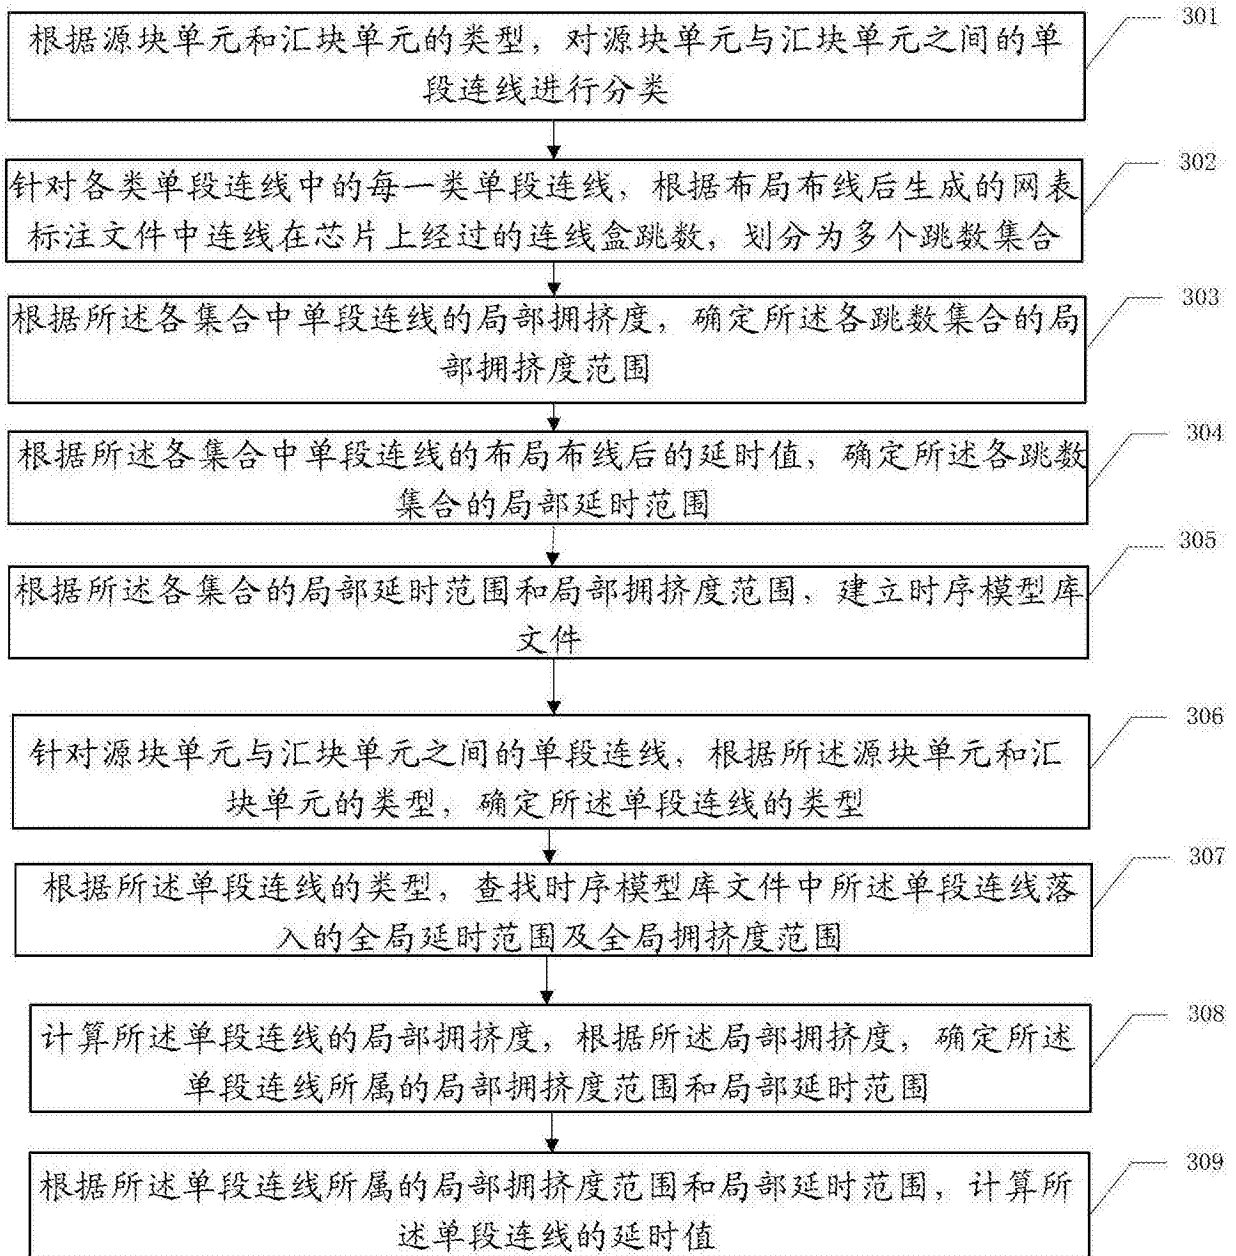 根据源块单元和汇块单元的类型，对源块单元与汇块单元之间的单
段连线进行分类
301
针对各类单段连线中的每一类单段连线，根据布局布线后生成的网表
标注文件中连线在芯片上经过的连线盒跳数，划分为多个跳数集合
302
根据所述各集合中单段连线的局部拥挤度，确定所述各跳数集合的局
部拥挤度范围
303
根据所述各集合中单段连线的布局布线后的延时值，确定所述各跳数
集合的局部延时范围
304
根据所述各集合的局部延时范围和局部拥挤度范围，建立时序模型库
文件
305
针对源块单元与汇块单元之间的单段连线，根据所述源块单元和汇
块单元的类型，确定所述单段连线的类型
306
根据所述单段连线的类型，查找时序模型库文件中所述单段连线落
入的全局延时范围及全局拥挤度范围
307
计算所述单段连线的局部拥挤度，根据所述局部拥挤度，确定所述
单段连线所属的局部拥挤度范围和局部延时范围
308
根据所述单段连线所属的局部拥挤度范围和局部延时范围，计算所
述单段连线的延时值
309